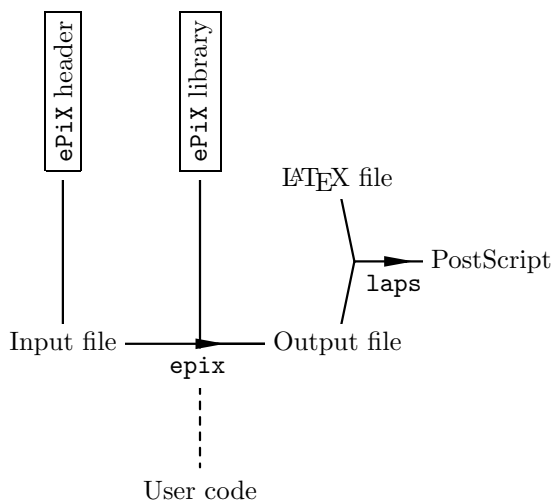 ePiX header
ePiX library
LATEX file
PostScript
laps
Input file
Output file
epix
User code